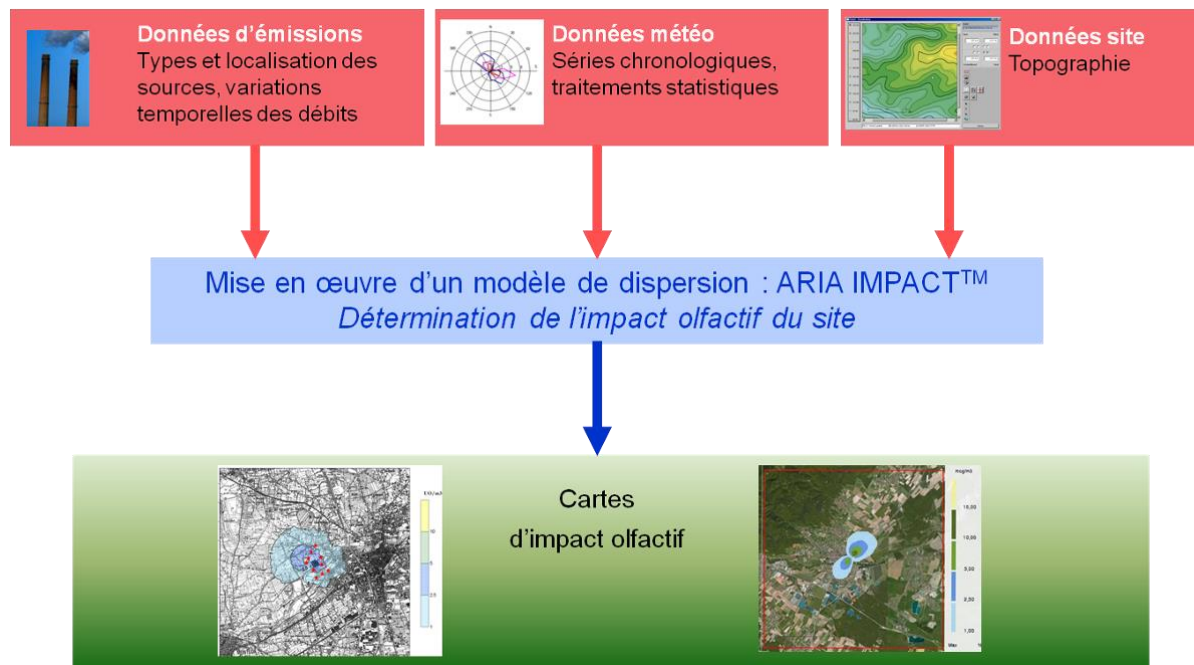 Données d'émissions
Types et localisation des
sources, variations
temporelles des débits
Données météo
Séries chronologiques,
traitements statistiques
Données site
Topographie
Mise en œuvre d'un modèle de dispersion : ARIA IMPACT™
Détermination de l'impact olfactif du site
Cartes
d'impact olfactif